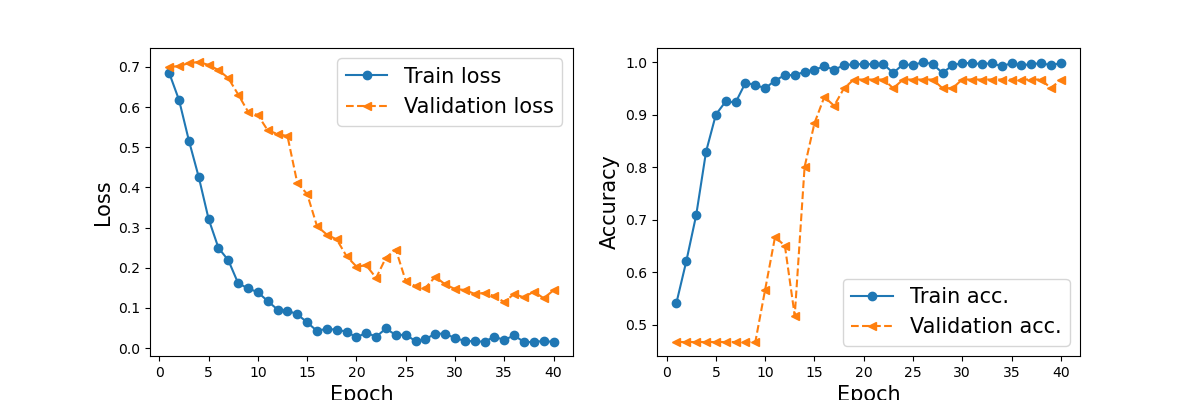 0.7
0.6
0.5
0.4
0.3
0.2
0.1
0.0
Loss
0 5 10 15 20 25 30 35 40
Epoch
Train loss
Validation loss
1.0
0.9
0.8
0.7
0.6
0.5
Accuracy
0 5 10 15 20 25 30 35 40
Epoch
Train acc.
Validation acc.